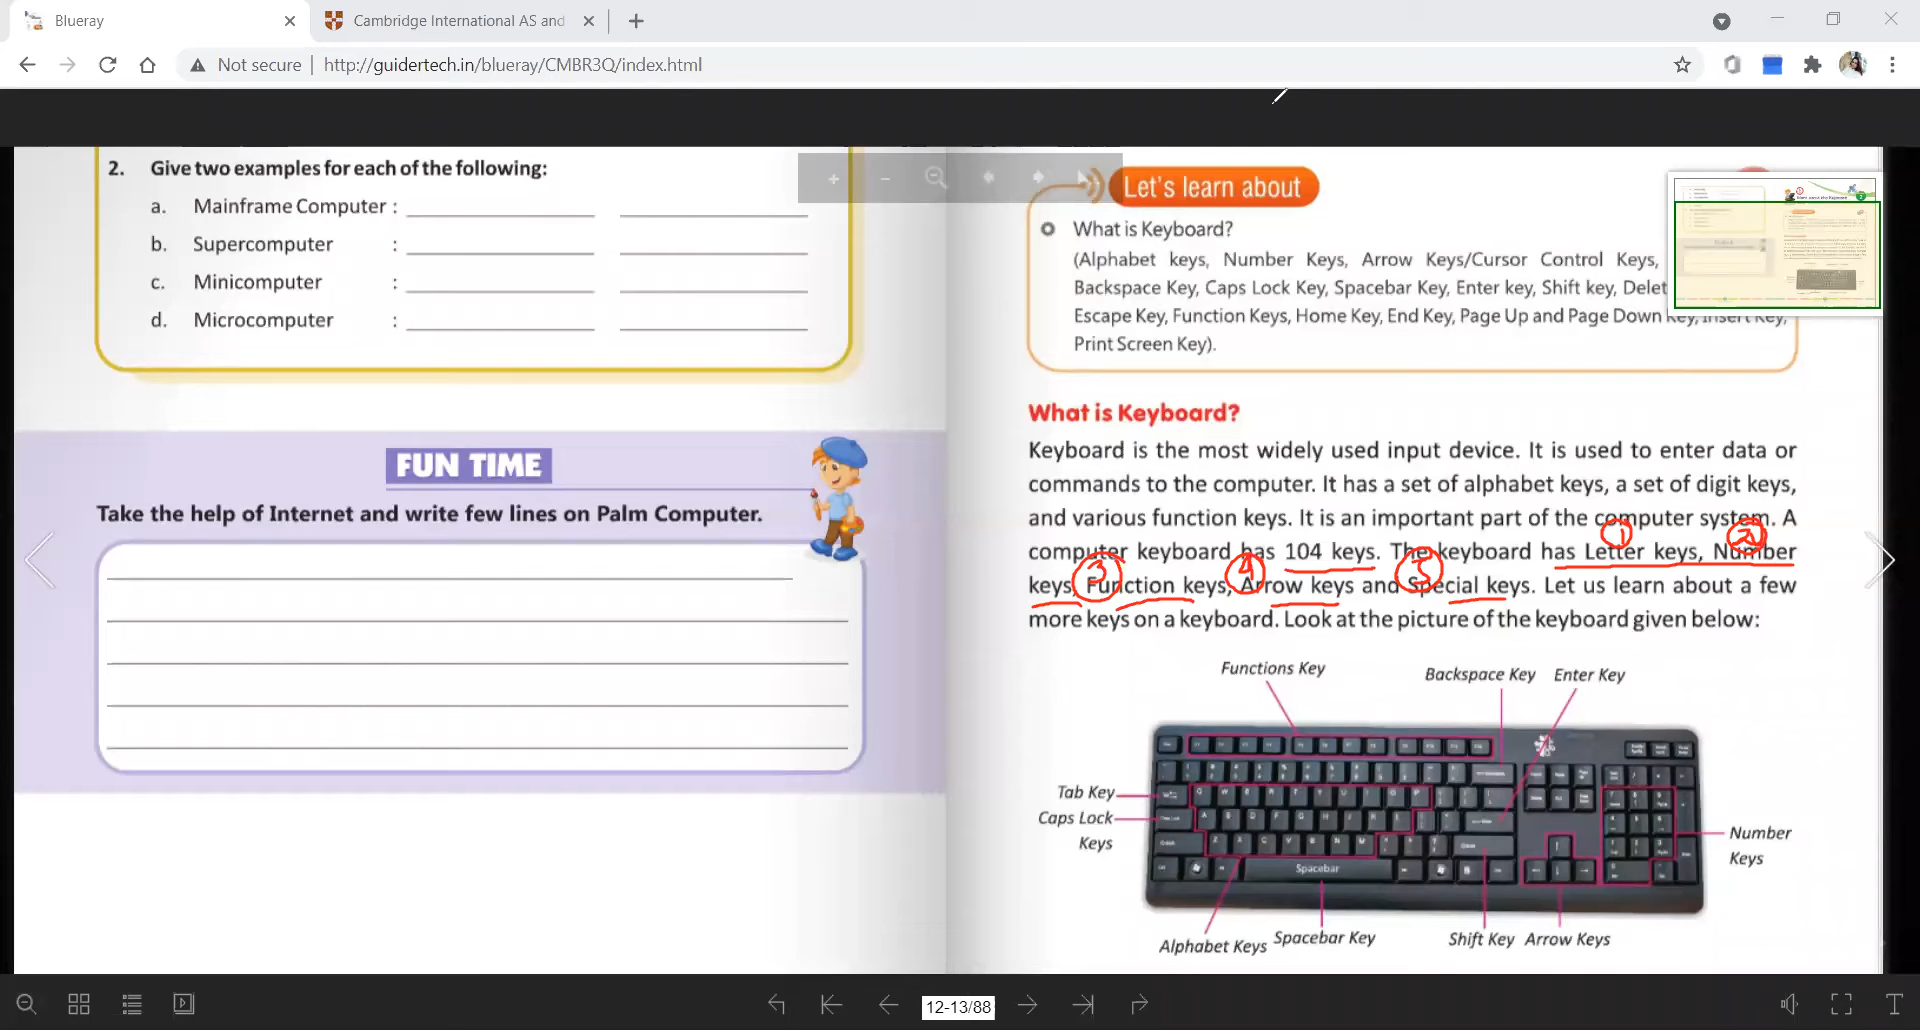 Blueray
Cambridge International AS and
Not secure
http://guidertech.in/blueray/CMBR3Q/index.html
2. Give two examples for each of the following:
a. Mainframe Computer :
b. Supercomputer :
c. Minicomputer :
d. Microcomputer :
FUN TIME
Take the help of Internet and write few lines on Palm Computer.
Let's learn about
What is Keyboard?
(Alphabet keys, Number Keys, Arrow Keys/Cursor Control Keys,
Backspace Key, Caps Lock Key, Spacebar Key, Enter key, Shift key, Delet
Escape Key, Function Keys, Home Key, End Key, Page Up and Page Down Key, Insert Key,
Print Screen Key).
What is Keyboard?
Keyboard is the most widely used input device. It is used to enter data or
commands to the computer. It has a set of alphabet keys, a set of digit keys,
and various function keys. It is an important part of the computer system. A
1 2
computer keyboard has 104 keys. The keyboard has Letter keys, Number
3 4 5
keys, Function keys, Arrow keys and Special keys. Let us learn about a few
more keys on a keyboard. Look at the picture of the keyboard given below:
Functions Key
Backspace Key
Enter Key
Tab Key
Caps Lock
Keys
Spacebar
Number
Keys
Alphabet Keys
Spacebar Key
Shift Key
Arrow Keys
12-13/88